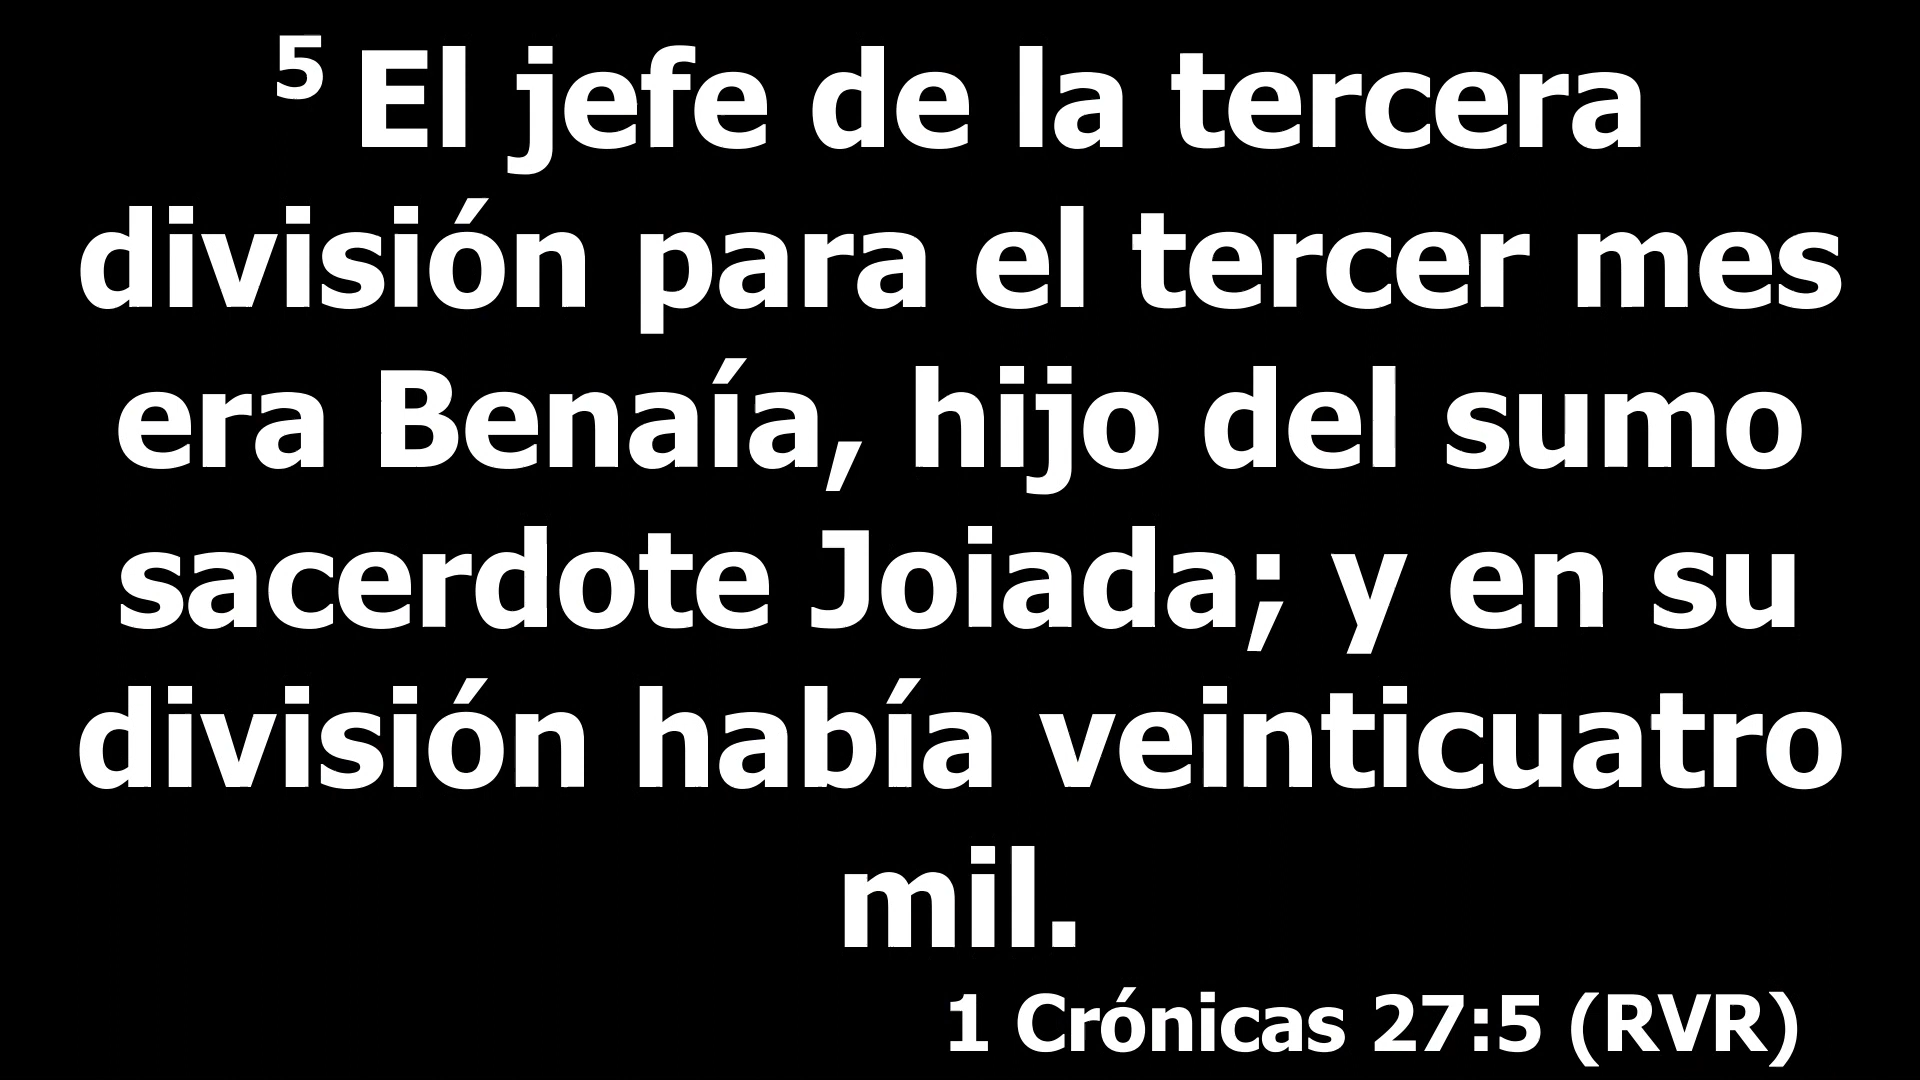 5 El jefe de la tercera
división para el tercer mes
era Benaía, hijo del sumo
sacerdote Joiada; y en su
división había veinticuatro
mil.
1 Crónicas 27:5 (RVR)